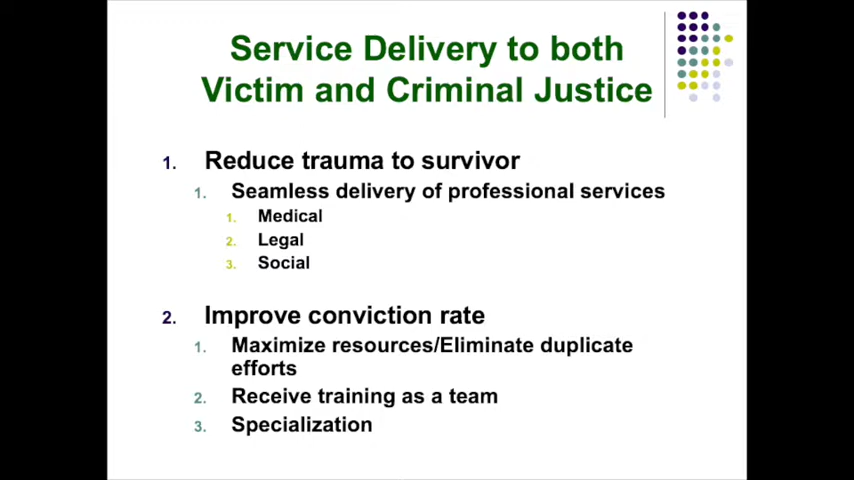 Service Delivery to both
Victim and Criminal Justice
1. Reduce trauma to survivor
1. Seamless delivery of professional services
1. Medical
2. Legal
3. Social
2. Improve conviction rate
1. Maximize resources/Eliminate duplicate
efforts
2. Receive training as a team
3. Specialization